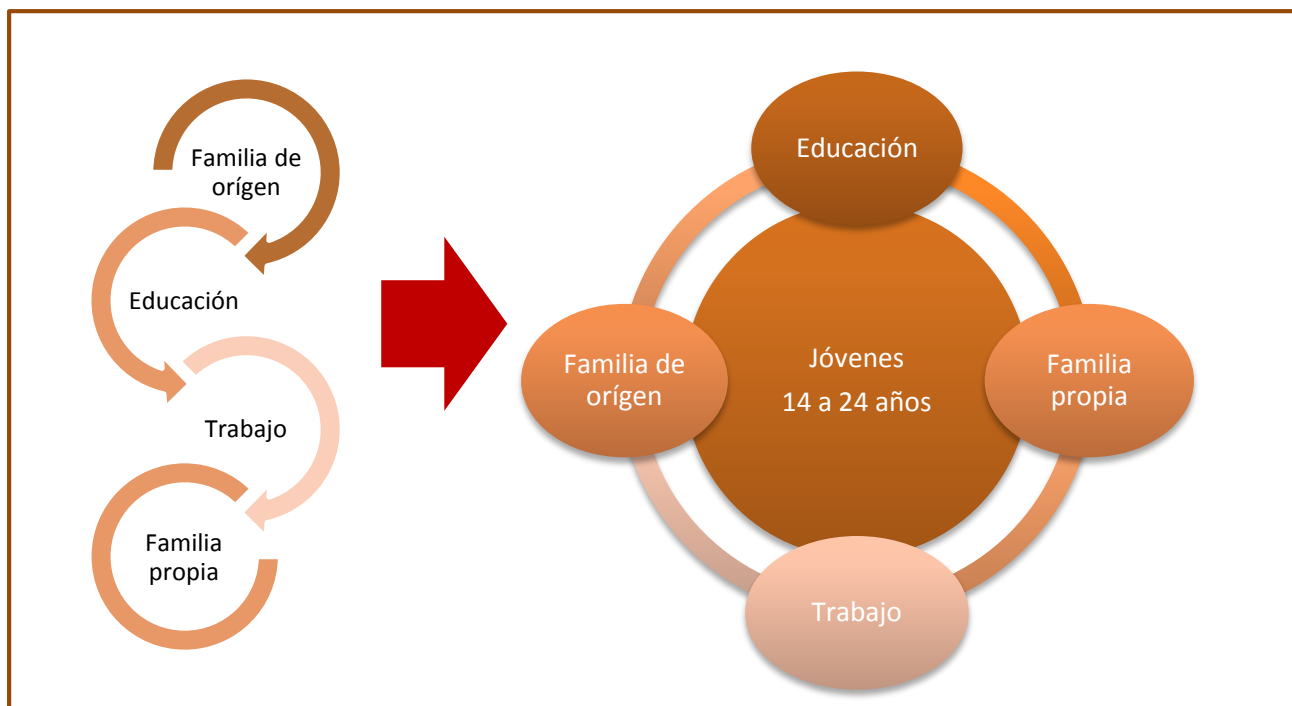 Familia de
orígen
Educación
Trabajo
Familia
propia
Educación
Familia de
orígen
Jóvenes
14 a 24 años
Familia
propia
Trabajo